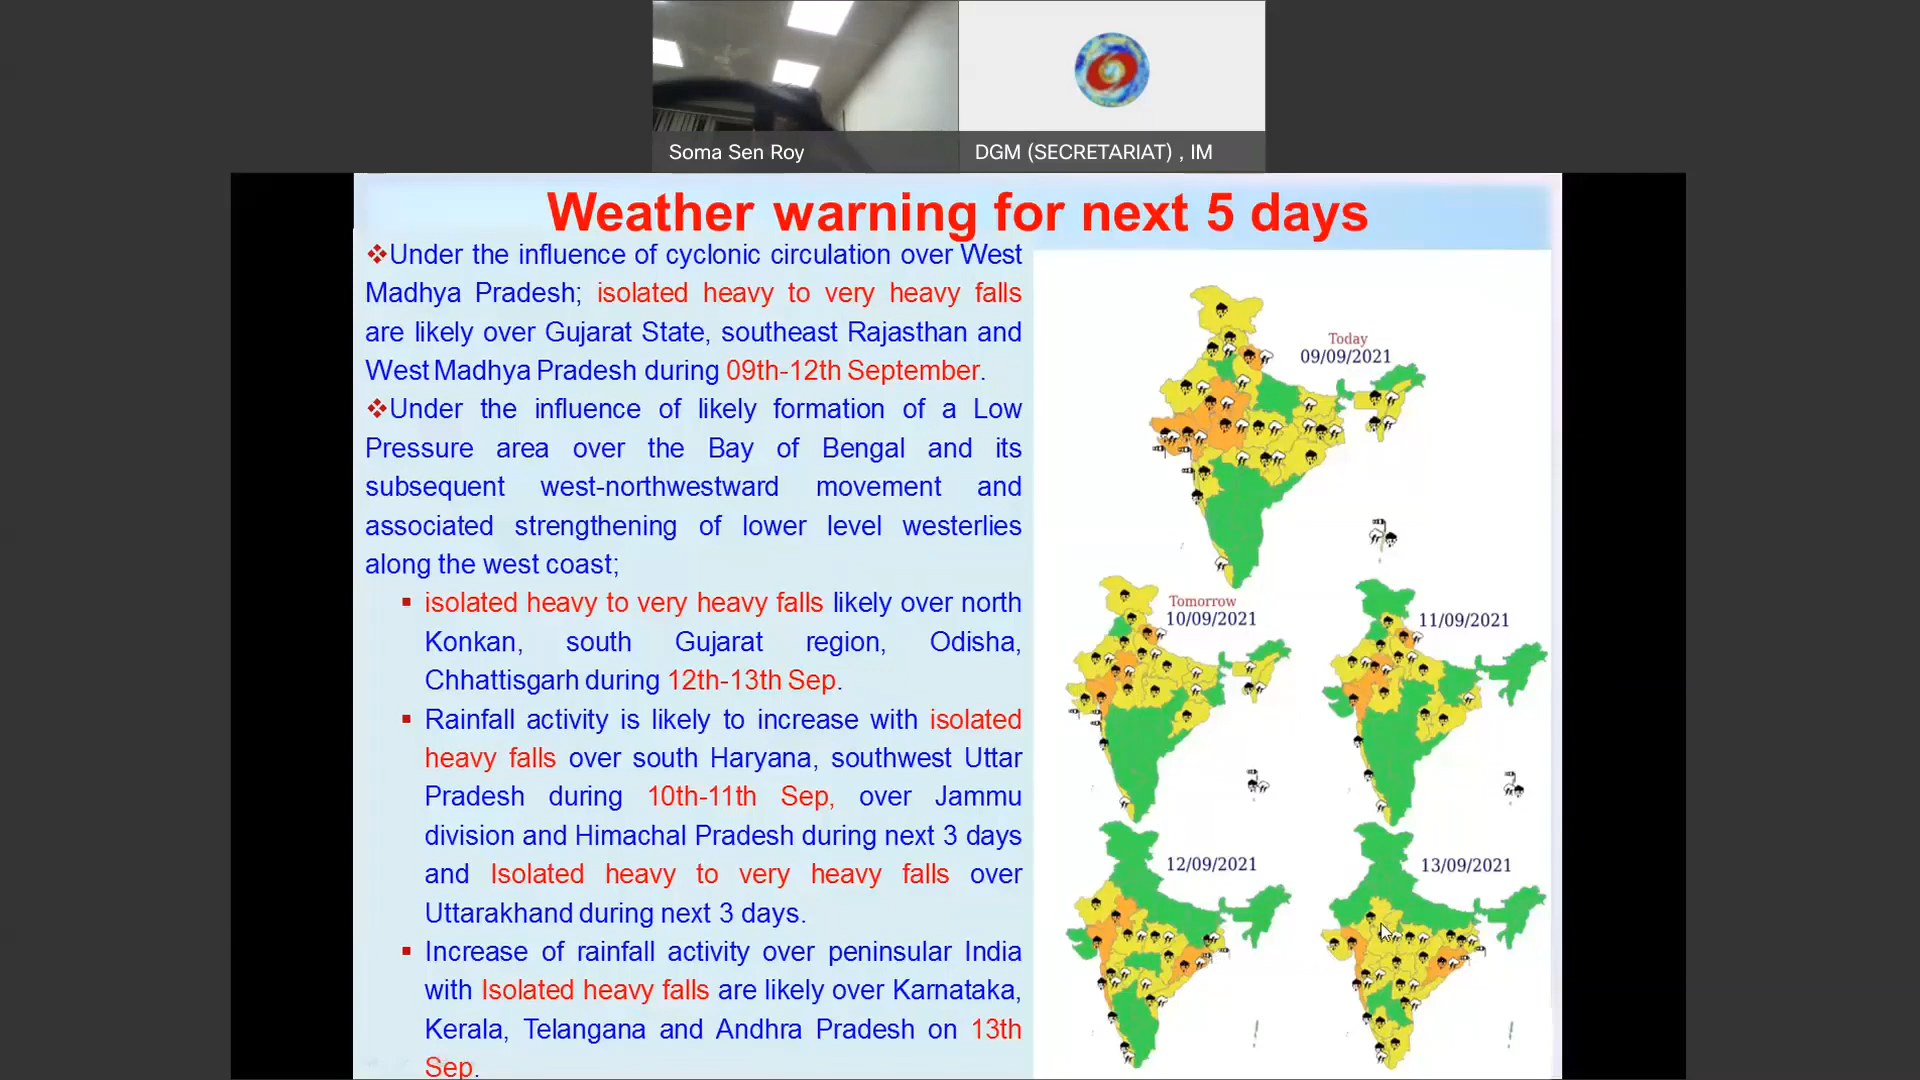 Soma Sen Roy
DGM (SECRETARIAT) , IM
Weather warning for next 5 days
❖Under the influence of cyclonic circulation over West
Madhya Pradesh; isolated heavy to very heavy falls
are likely over Gujarat State, southeast Rajasthan and
West Madhya Pradesh during 09th-12th September.
❖Under the influence of likely formation of a Low
Pressure area over the Bay of Bengal and its
subsequent west-northwestward movement and
associated strengthening of lower level westerlies
along the west coast;
▪ isolated heavy to very heavy falls likely over north
Konkan, south Gujarat region, Odisha,
Chhattisgarh during 12th-13th Sep.
▪ Rainfall activity is likely to increase with isolated
heavy falls over south Haryana, southwest Uttar
Pradesh during 10th-11th Sep, over Jammu
division and Himachal Pradesh during next 3 days
and Isolated heavy to very heavy falls over
Uttarakhand during next 3 days.
▪ Increase of rainfall activity over peninsular India
with Isolated heavy falls are likely over Karnataka,
Kerala, Telangana and Andhra Pradesh on 13th
Sep.
Today
09/09/2021
Tomorrow
10/09/2021
11/09/2021
12/09/2021
13/09/2021